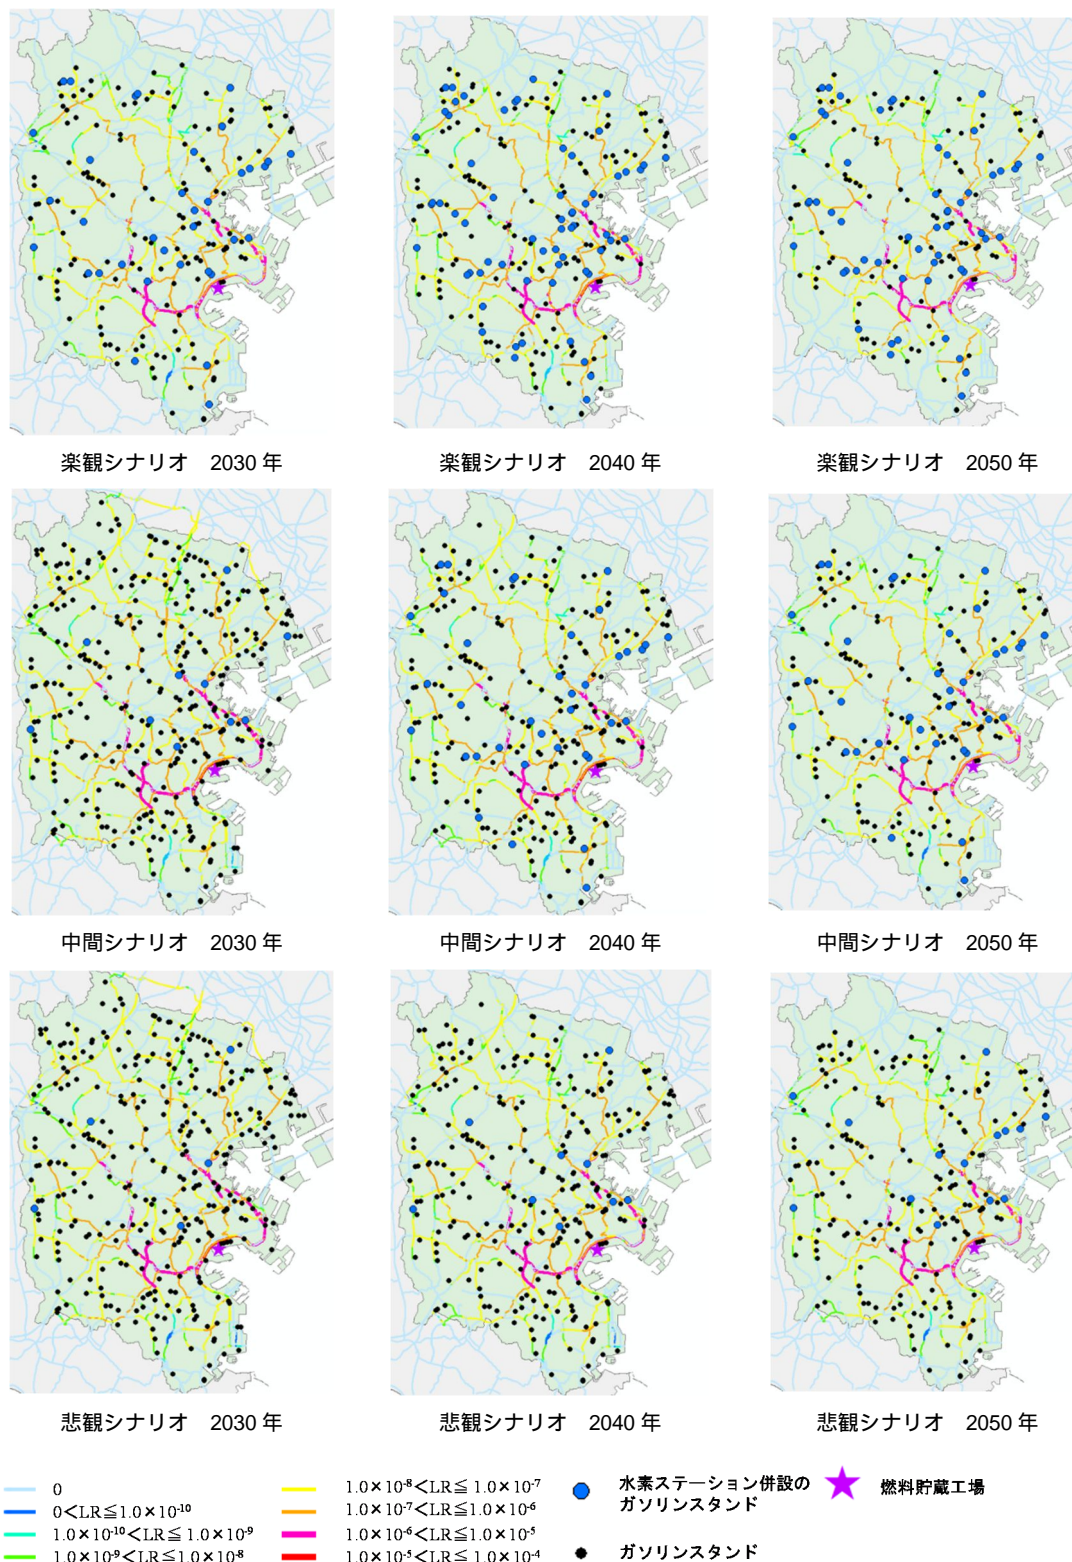 楽観シナリオ　2030 年
楽観シナリオ　2040 年
楽観シナリオ　2050 年
中間シナリオ　2030 年
中間シナリオ　2040 年
中間シナリオ　2050 年
悲観シナリオ　2030 年
悲観シナリオ　2040 年
悲観シナリオ　2050 年
0
0＜LR≦1.0×10⁻¹⁰
1.0×10⁻¹⁰＜LR≦1.0×10⁻⁹
1.0×10⁻⁹＜LR≦1.0×10⁻⁸
1.0×10⁻⁸＜LR≦1.0×10⁻⁷
1.0×10⁻⁷＜LR≦1.0×10⁻⁶
1.0×10⁻⁶＜LR≦1.0×10⁻⁵
1.0×10⁻⁵＜LR≦1.0×10⁻⁴
水素ステーション併設の
ガソリンスタンド
ガソリンスタンド
燃料貯蔵工場